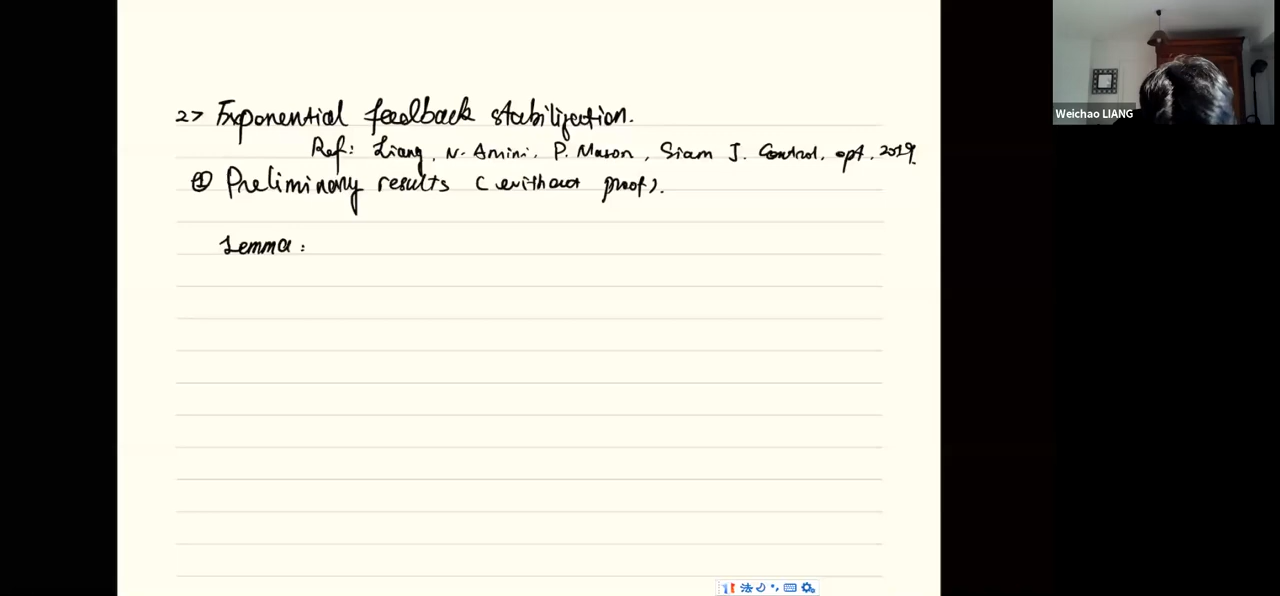 2> Exponential feedback stabilization.
Ref: Liang, N. Amini, P. Mason, Siam J. Control. opt. 2019.
① Preliminary results (without proof).
Lemma:
Weichao LIANG
法